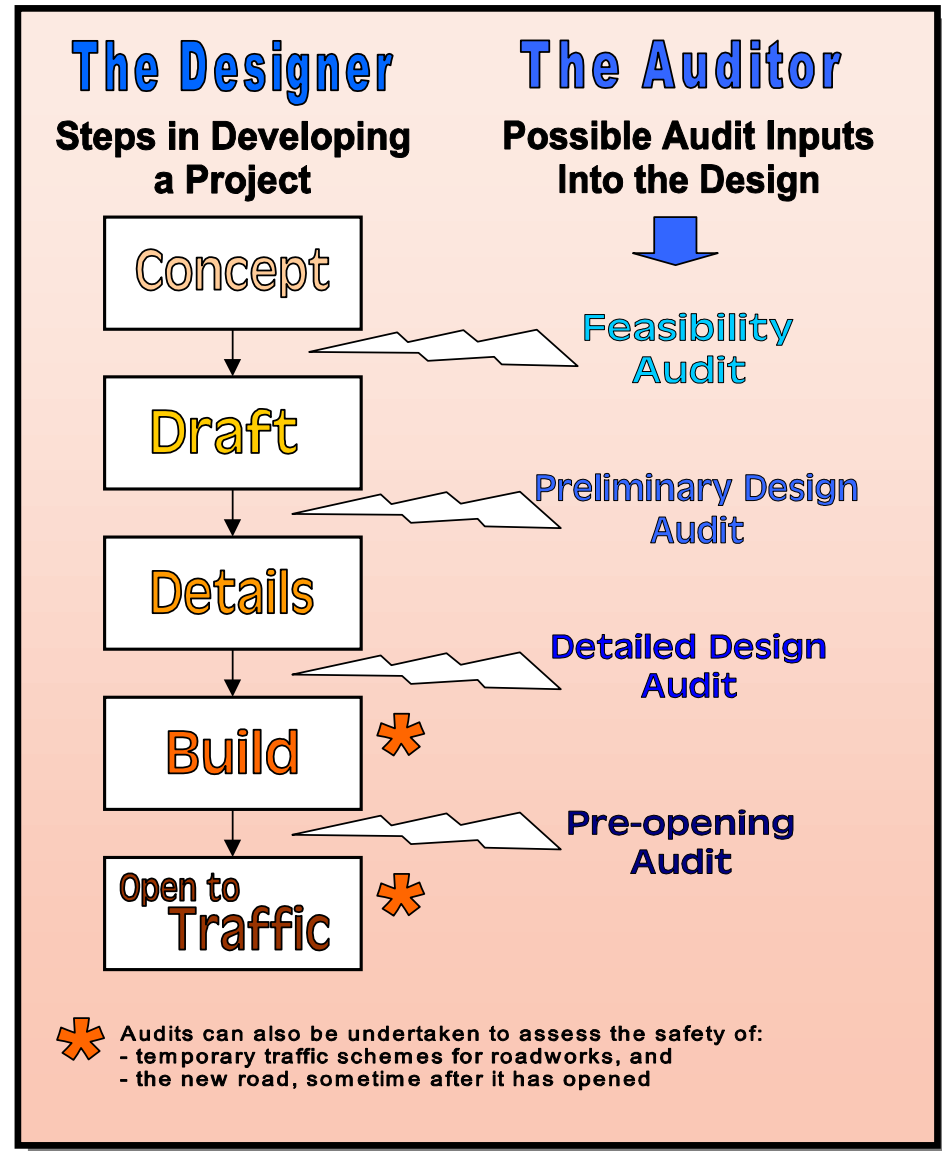 The Designer
Steps in Developing
a Project
Concept
Draft
Details
Build
*
Open to
Traffic
*
The Auditor
Possible Audit Inputs
Into the Design
Feasibility
Audit
Preliminary Design
Audit
Detailed Design
Audit
Pre-opening
Audit
* Audits can also be undertaken to assess the safety of:
- temporary traffic schemes for roadworks, and
- the new road, sometime after it has opened